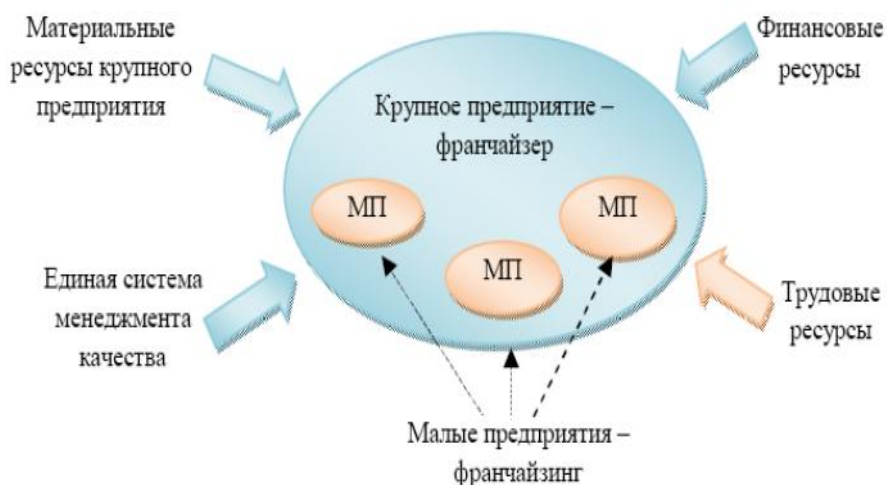 Материальные
ресурсы крупного
предприятия
Финансовые
ресурсы
Крупное предприятие –
франчайзер
МП
МП
МП
Единая система
менеджмента
качества
Трудовые
ресурсы
Малые предприятия –
франчайзинг